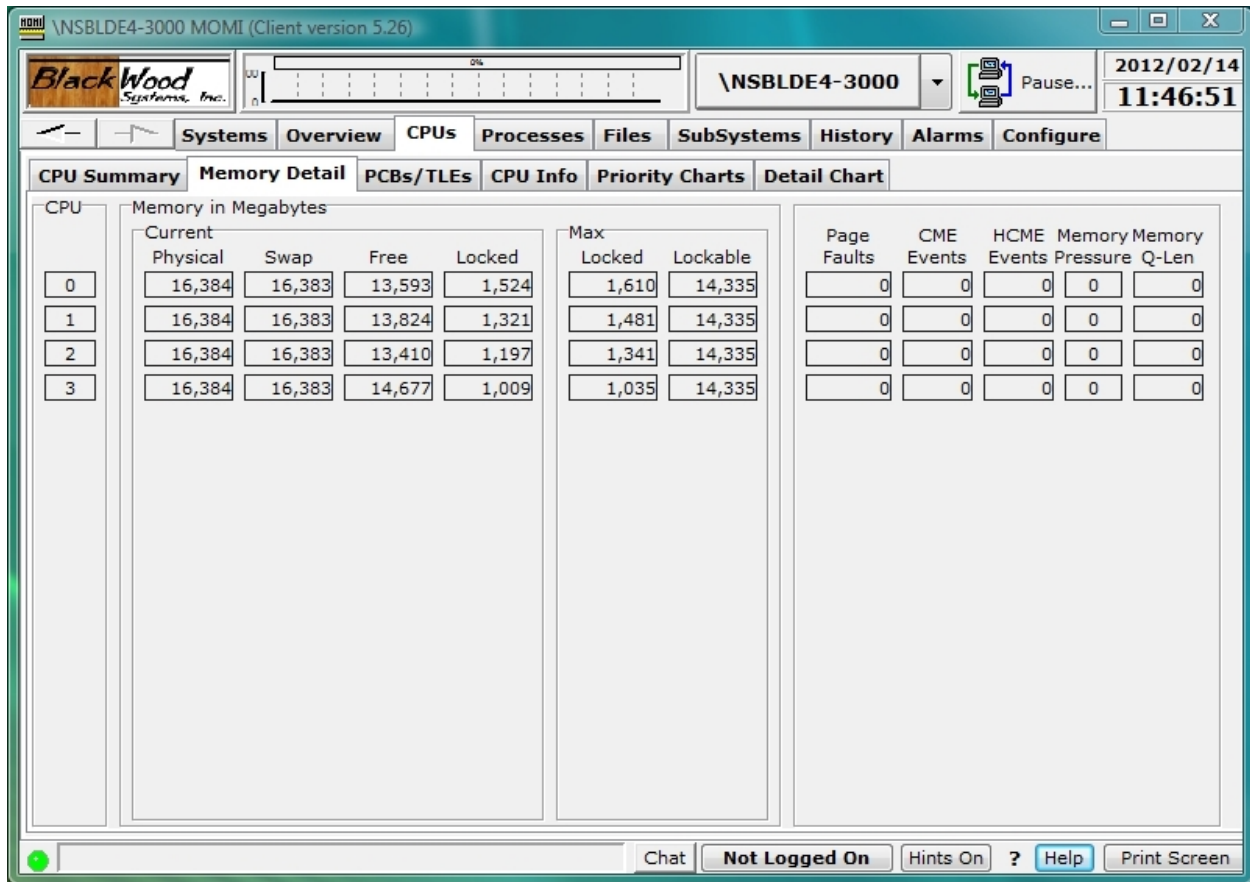 \NSBLDE4-3000 MOMI (Client version 5.26)
BlackWood
Systems, Inc.
0%
0
\NSBLDE4-3000
Pause...
2012/02/14
11:46:51
Systems Overview CPUs Processes Files SubSystems History Alarms Configure
CPU Summary Memory Detail PCBs/TLEs CPU Info Priority Charts Detail Chart
CPU Memory in Megabytes
Current Max
Page CME HCME Memory Memory
Physical Swap Free Locked Locked Lockable Faults Events Events Pressure Q-Len
0 16,384 16,383 13,593 1,524 1,610 14,335 0 0 0 0 0
1 16,384 16,383 13,824 1,321 1,481 14,335 0 0 0 0 0
2 16,384 16,383 13,410 1,197 1,341 14,335 0 0 0 0 0
3 16,384 16,383 14,677 1,009 1,035 14,335 0 0 0 0 0
Chat Not Logged On Hints On ? Help Print Screen